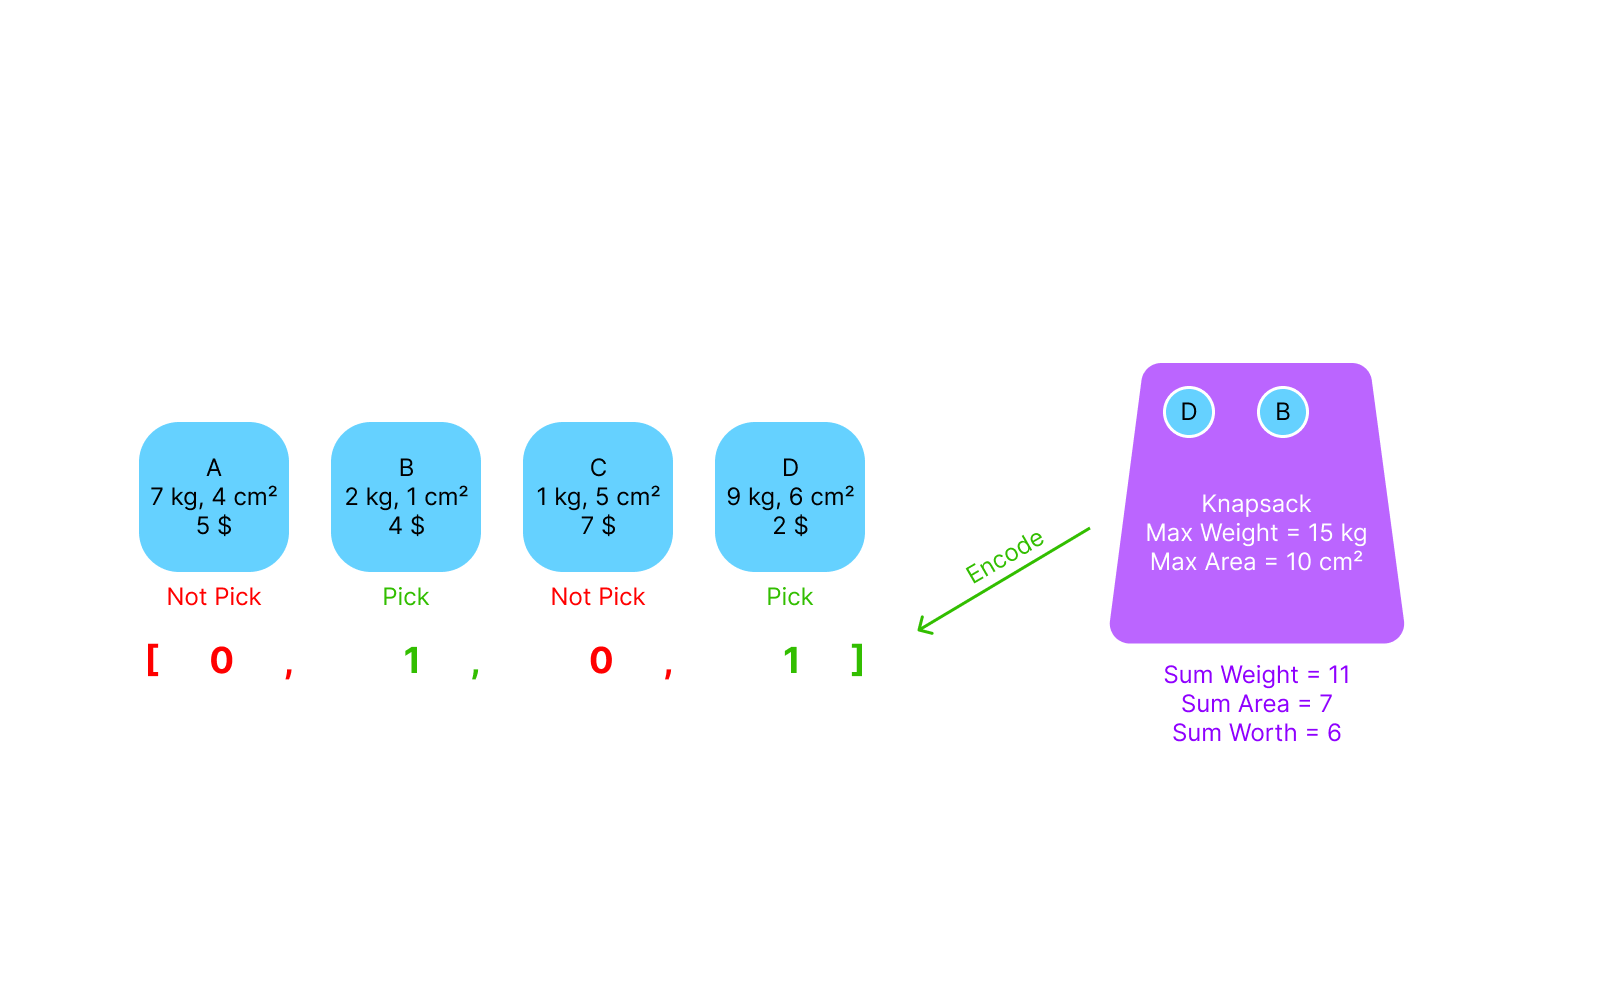 A
7 kg, 4 cm²
5 $
Not Pick
B
2 kg, 1 cm²
4 $
Pick
C
1 kg, 5 cm²
7 $
Not Pick
D
9 kg, 6 cm²
2 $
Pick
[ 0 , 1 , 0 , 1 ]
Encode
D B
Knapsack
Max Weight = 15 kg
Max Area = 10 cm²
Sum Weight = 11
Sum Area = 7
Sum Worth = 6